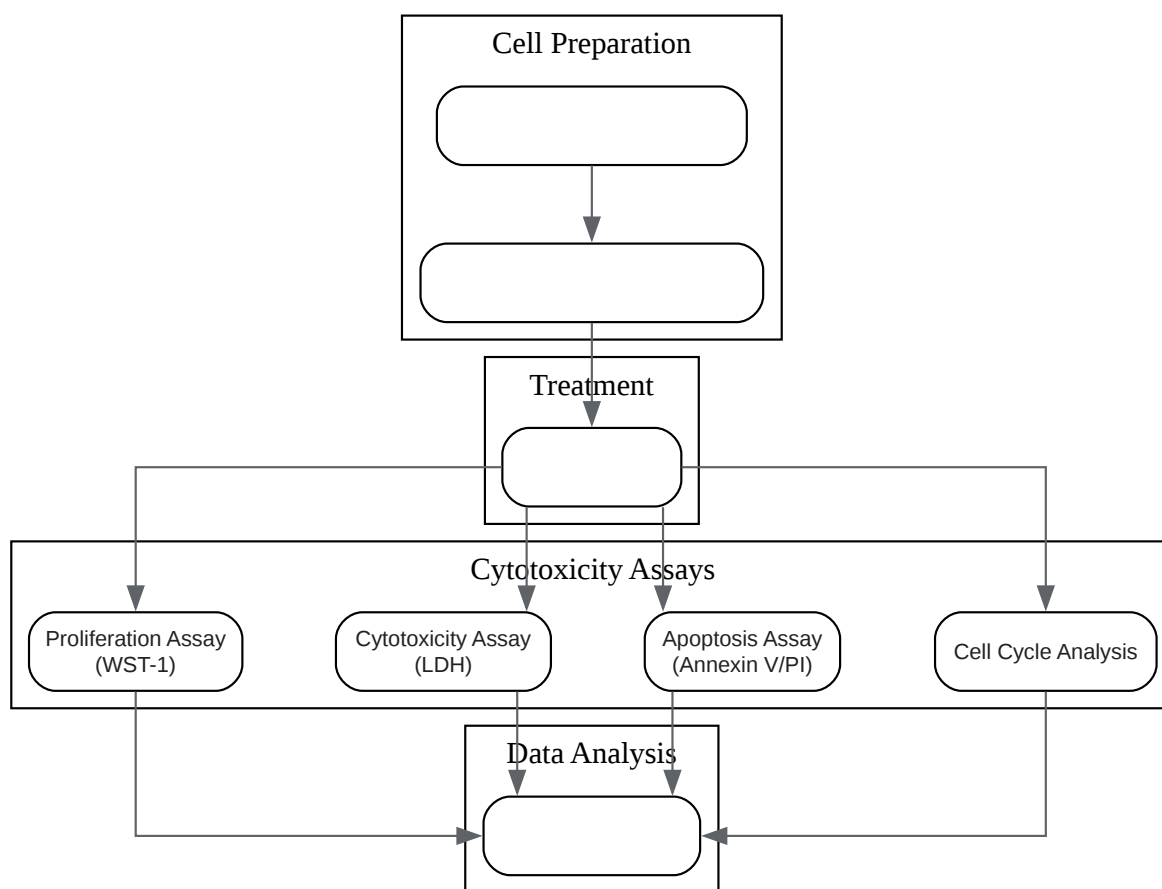 Cell Preparation
Treatment
Cytotoxicity Assays
Proliferation Assay
(WST-1)
Cytotoxicity Assay
(LDH)
Apoptosis Assay
(Annexin V/PI)
Cell Cycle Analysis
Data Analysis